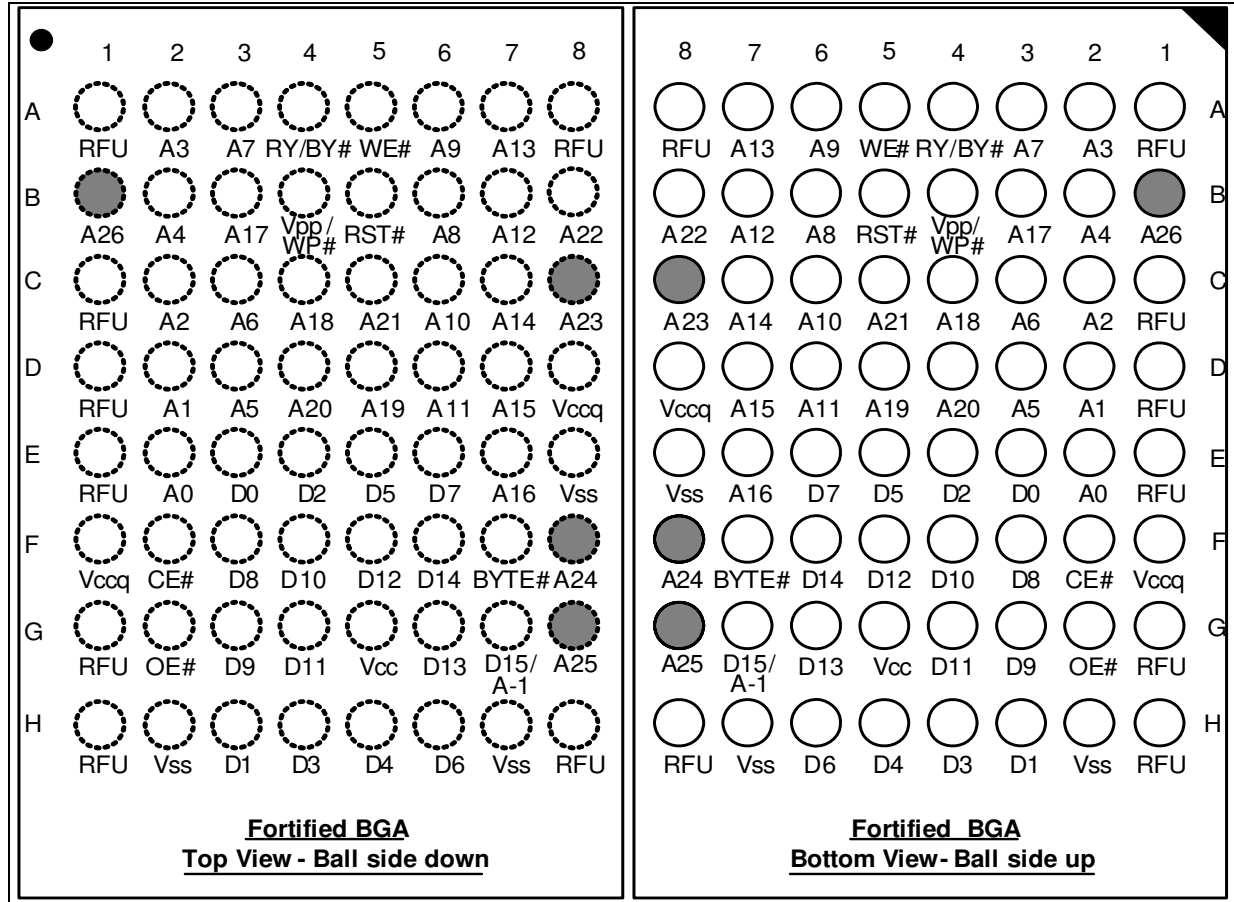 1 2 3 4 5 6 7 8
A
RFU A3 A7 RY/BY# WE# A9 A13 RFU
B
A26 A4 A17 Vpp/ WP# RST# A8 A12 A22
C
RFU A2 A6 A18 A21 A10 A14 A23
D
RFU A1 A5 A20 A19 A11 A15 Vccq
E
RFU A0 D0 D2 D5 D7 A16 Vss
F
Vccq CE# D8 D10 D12 D14 BYTE# A24
G
RFU OE# D9 D11 Vcc D13 D15/ A-1 A25
H
RFU Vss D1 D3 D4 D6 Vss RFU
Fortified BGA
Top View - Ball side down
8 7 6 5 4 3 2 1
A
RFU A13 A9 WE# RY/BY# A7 A3 RFU
B
A22 A12 A8 RST# Vpp/ WP# A17 A4 A26
C
A23 A14 A10 A21 A18 A6 A2 RFU
D
Vccq A15 A11 A19 A20 A5 A1 RFU
E
Vss A16 D7 D5 D2 D0 A0 RFU
F
A24 BYTE# D14 D12 D10 D8 CE# Vccq
G
A25 D15/ A-1 D13 Vcc D11 D9 OE# RFU
H
RFU Vss D6 D4 D3 D1 Vss RFU
Fortified BGA
Bottom View- Ball side up